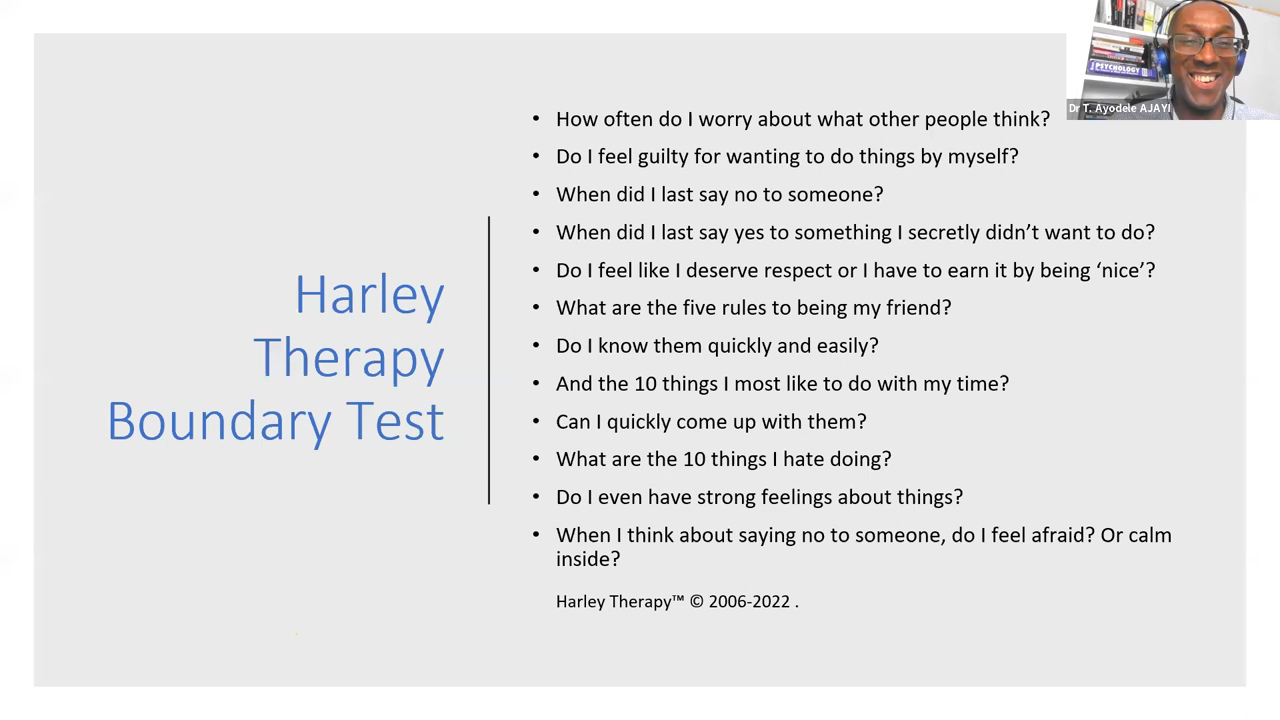 Harley
Therapy
Boundary Test
• How often do I worry about what other people think?
• Do I feel guilty for wanting to do things by myself?
• When did I last say no to someone?
• When did I last say yes to something I secretly didn’t want to do?
• Do I feel like I deserve respect or I have to earn it by being ‘nice’?
• What are the five rules to being my friend?
• Do I know them quickly and easily?
• And the 10 things I most like to do with my time?
• Can I quickly come up with them?
• What are the 10 things I hate doing?
• Do I even have strong feelings about things?
• When I think about saying no to someone, do I feel afraid? Or calm
inside?
Harley Therapy™ © 2006-2022 .
PSYCHOLOGY
Dr T. Ayodele AJAYI